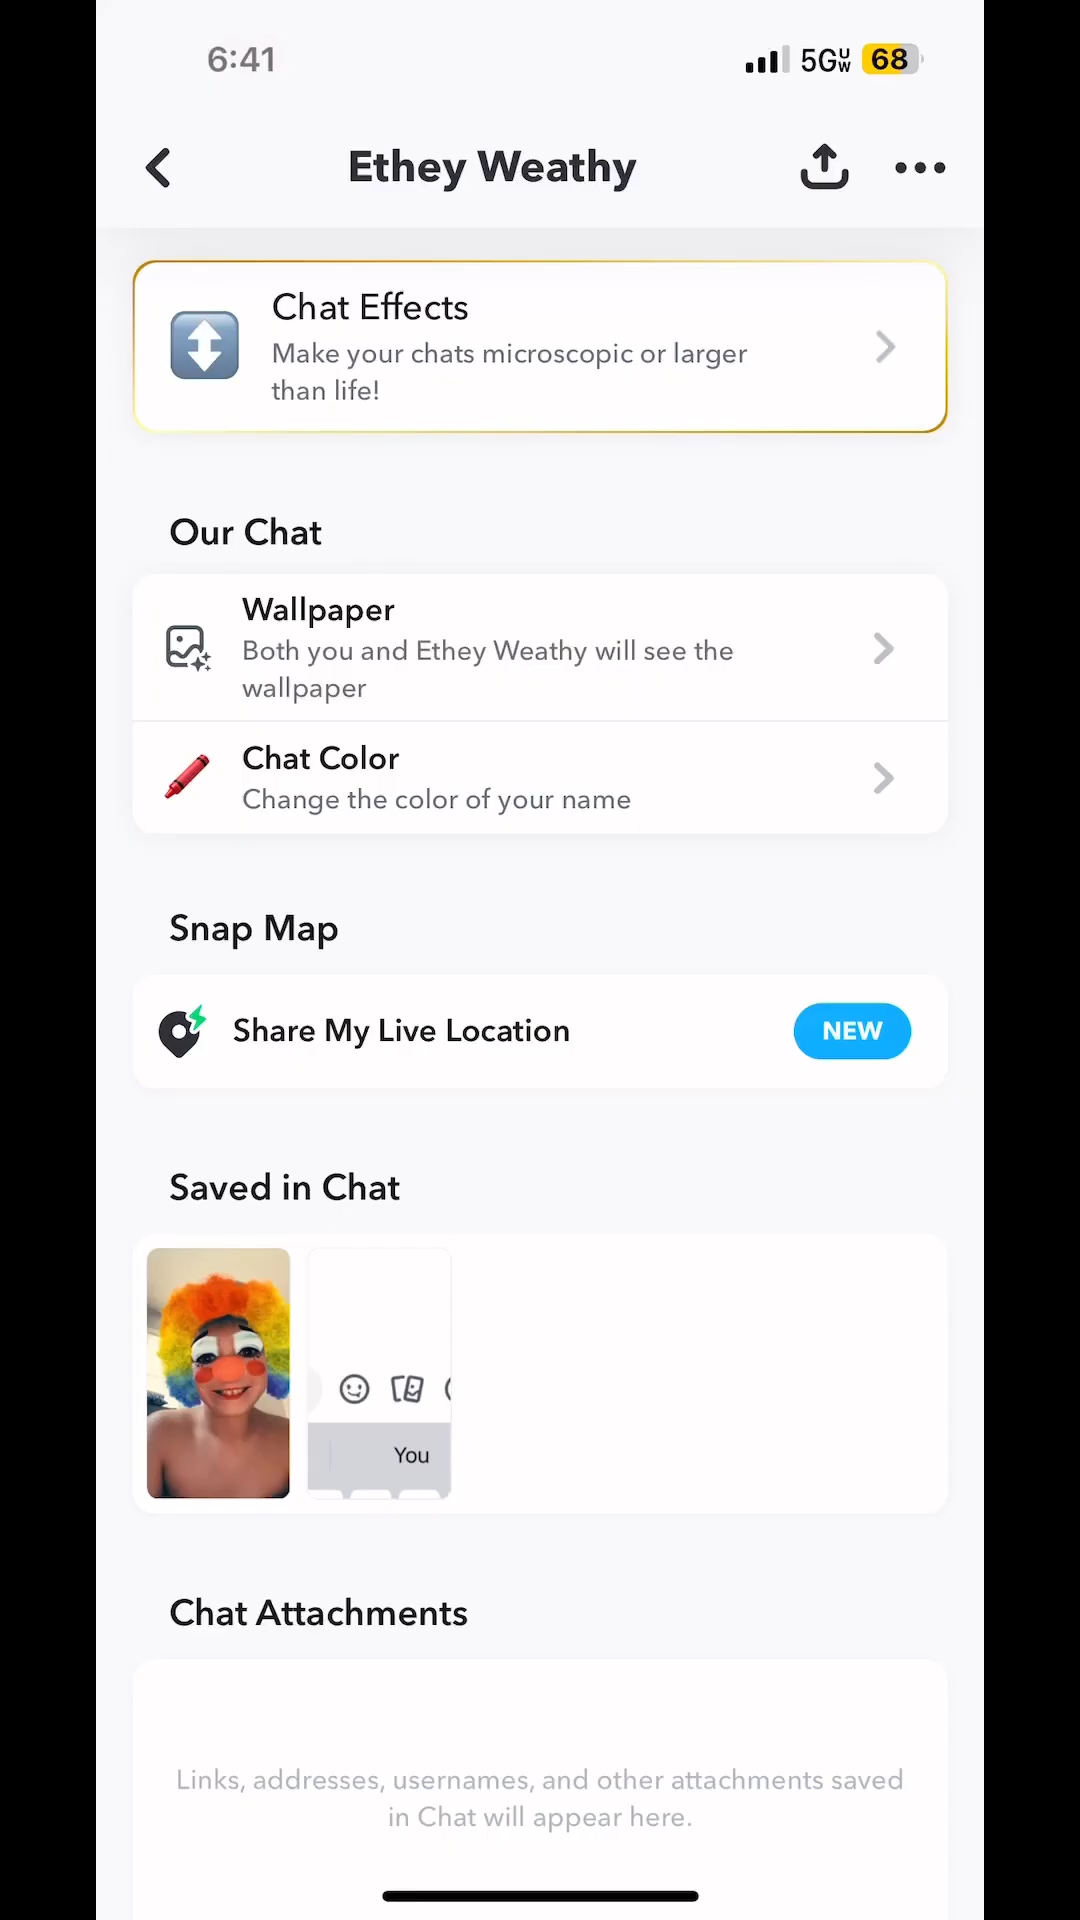 6:41
5GUW 68
Ethey Weathy
Chat Effects
Make your chats microscopic or larger
than life!
Our Chat
Wallpaper
Both you and Ethey Weathy will see the
wallpaper
Chat Color
Change the color of your name
Snap Map
Share My Live Location
NEW
Saved in Chat
You
Chat Attachments
Links, addresses, usernames, and other attachments saved
in Chat will appear here.